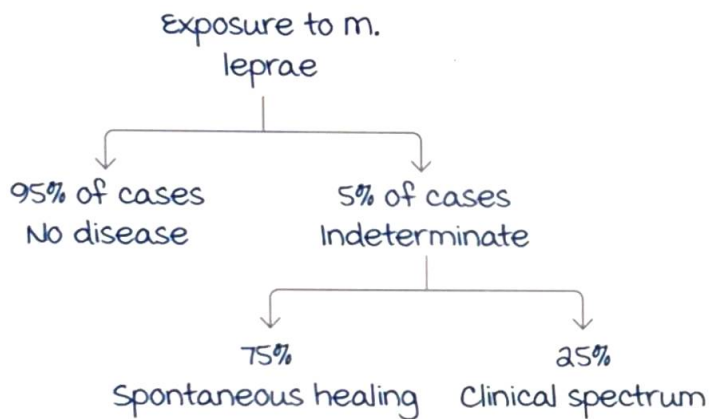 Exposure to m.
leprae
95% of cases
No disease
5% of cases
Indeterminate
75%
Spontaneous healing
25%
Clinical spectrum